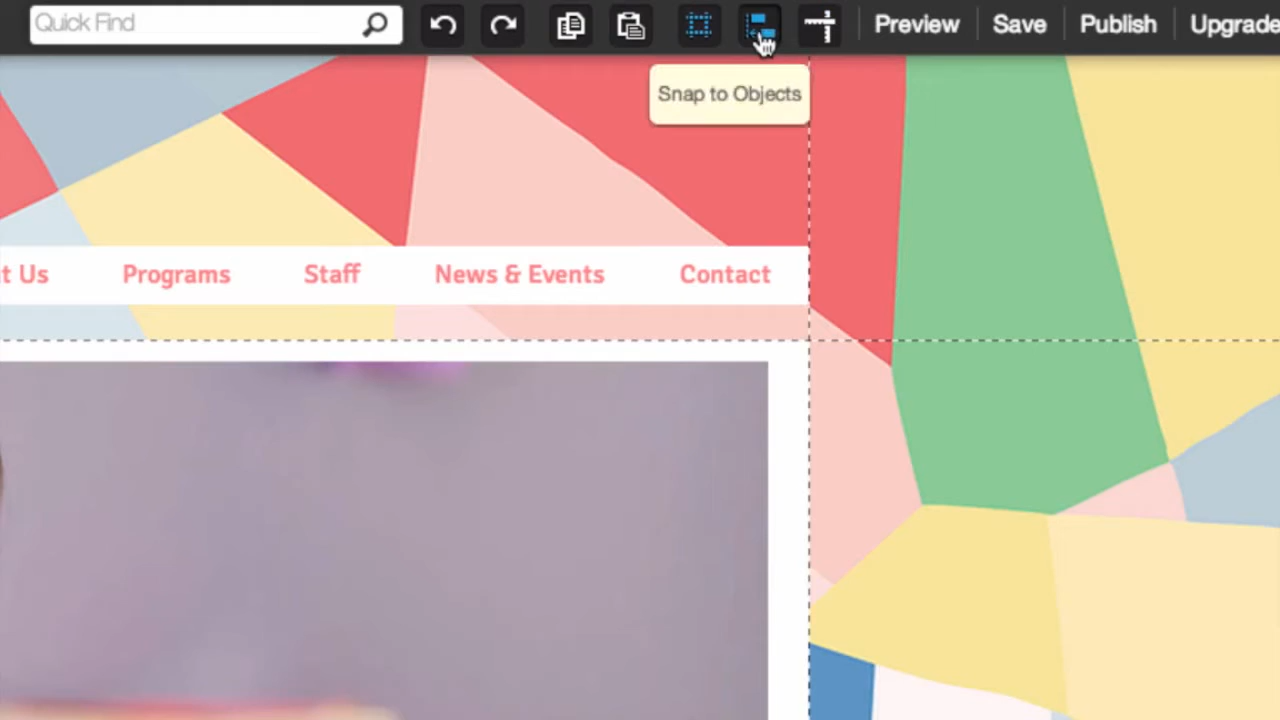 Quick Find
Preview Save Publish Upgrade
Snap to Objects
t Us Programs Staff News & Events Contact